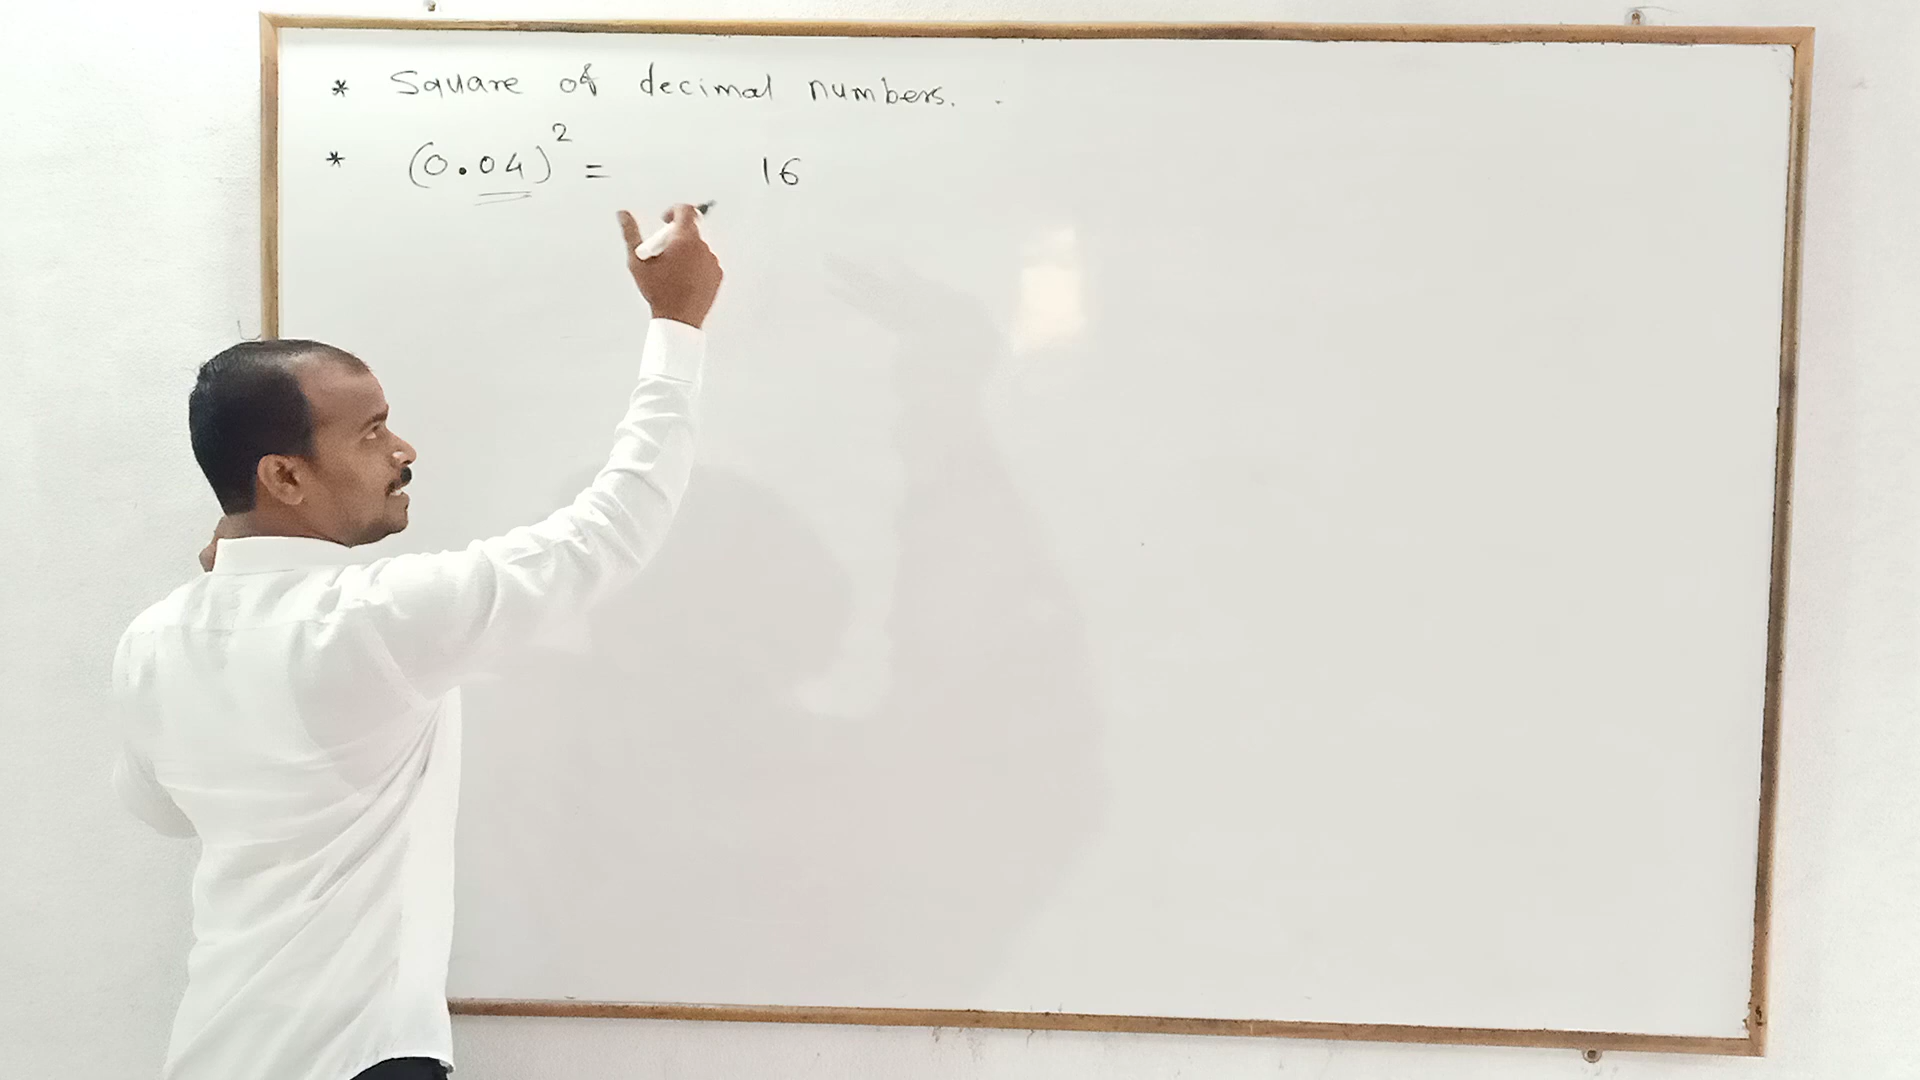 * Square of decimal numbers.
* (0.04)² = 16